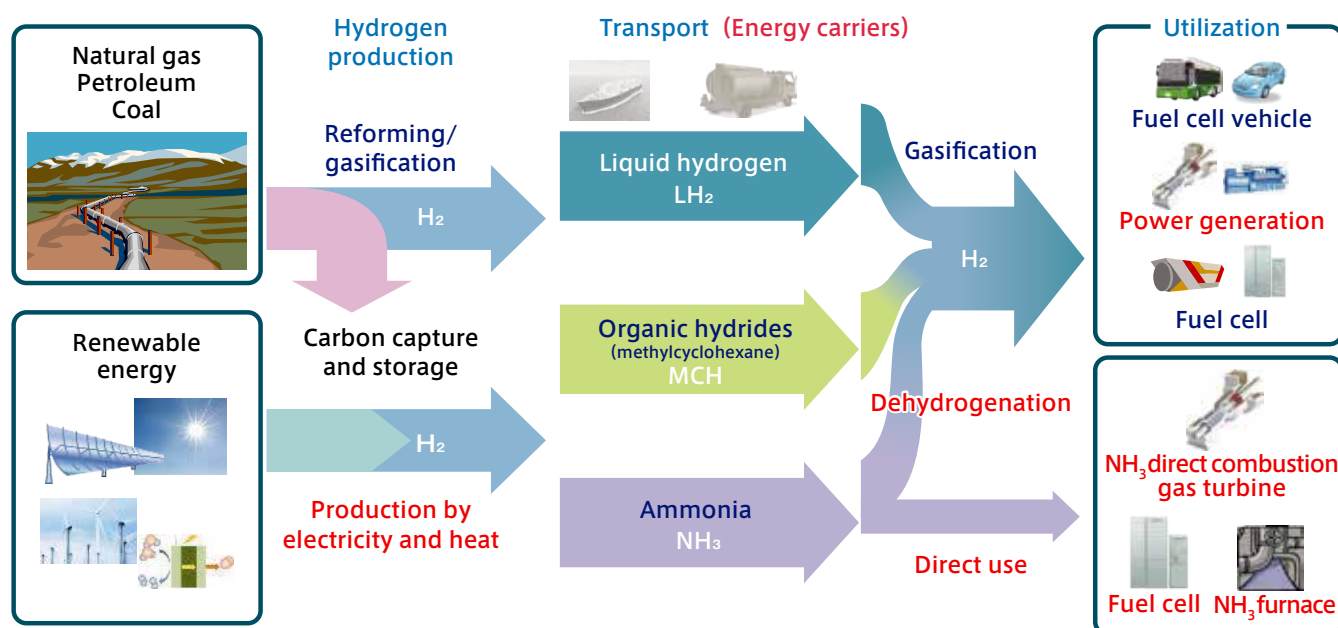 Natural gas
Petroleum
Coal
Hydrogen
production
Reforming/
gasification
H₂
Carbon capture
and storage
Renewable
energy
H₂
Production by
electricity and heat
Transport (Energy carriers)
Liquid hydrogen
LH₂
Organic hydrides
(methylcyclohexane)
MCH
Ammonia
NH₃
Gasification
H₂
Dehydrogenation
Direct use
Utilization
Fuel cell vehicle
Power generation
Fuel cell
NH₃ direct combustion
gas turbine
Fuel cell
NH₃ furnace